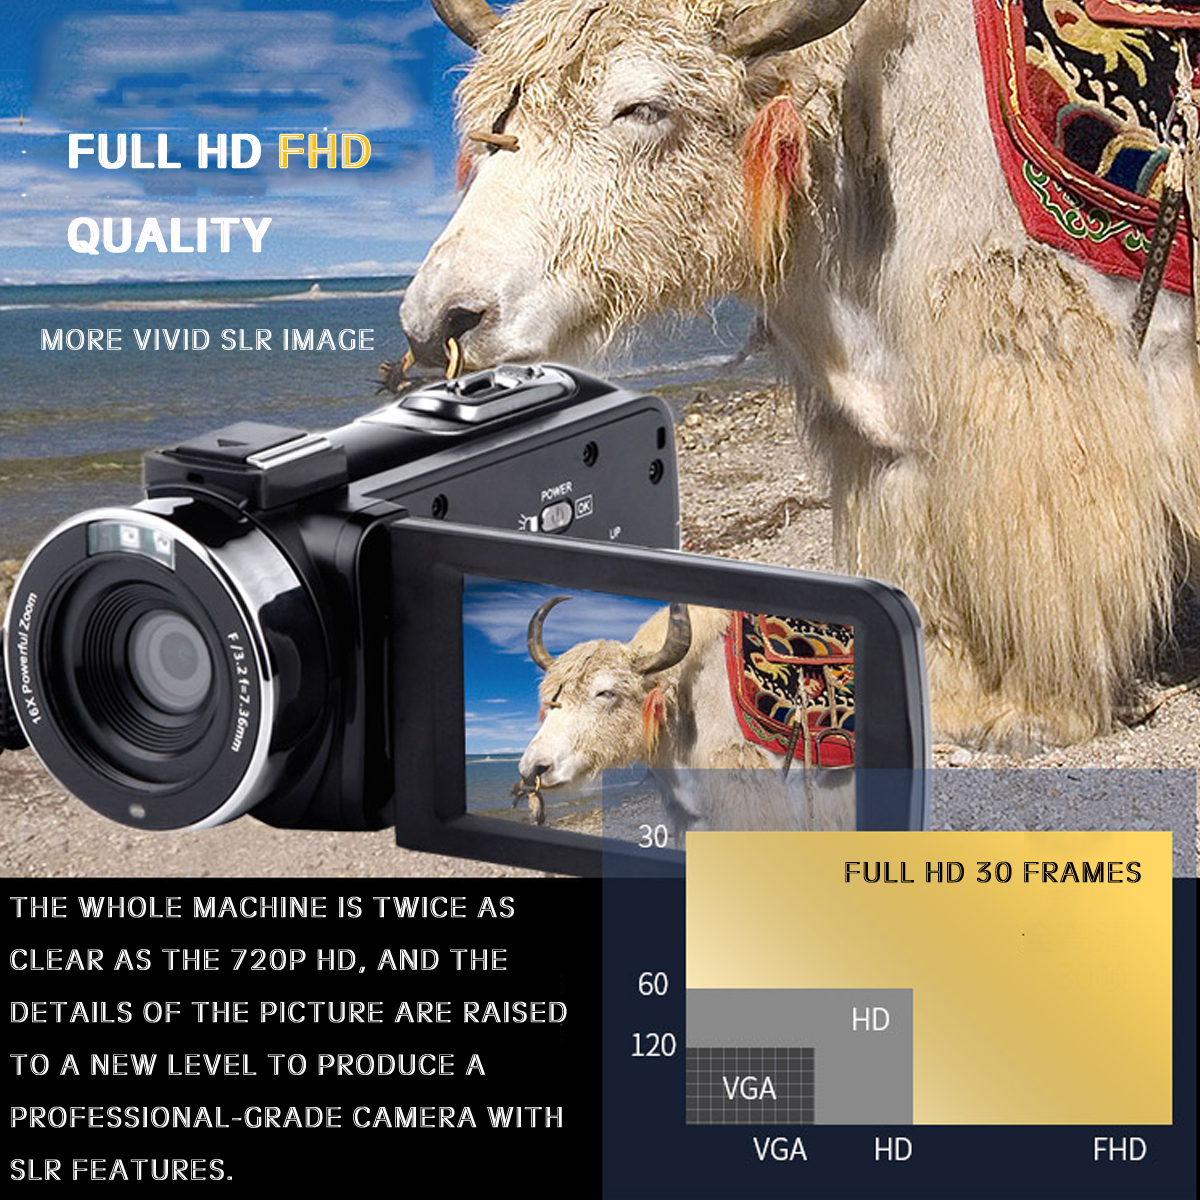 FULL HD FHD
QUALITY
MORE VIVID SLR IMAGE
POWER
OK
UP
16X Powerful Zoom
F/3.2 f=7.36mm
30
FULL HD 30 FRAMES
60
HD
120
VGA
VGA HD FHD
THE WHOLE MACHINE IS TWICE AS
CLEAR AS THE 720P HD, AND THE
DETAILS OF THE PICTURE ARE RAISED
TO A NEW LEVEL TO PRODUCE A
PROFESSIONAL-GRADE CAMERA WITH
SLR FEATURES.